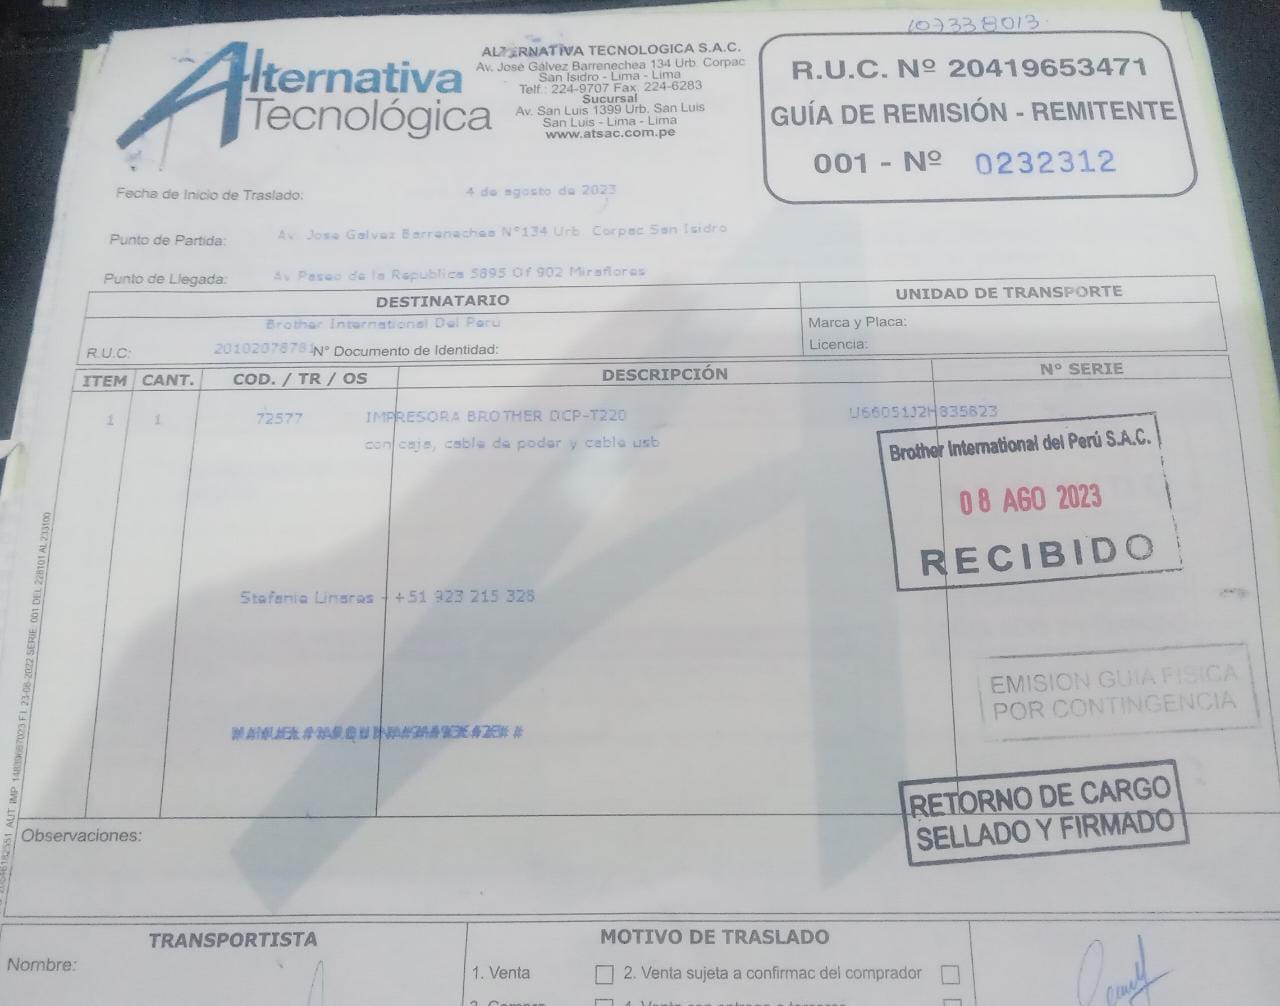 107338013
Alternativa
Tecnológica
ALTERNATIVA TECNOLOGICA S.A.C.
Av. José Gálvez Barrenechea 134 Urb. Corpac
San Isidro - Lima - Lima
Telf.: 224-9707 Fax. 224-6283
Sucursal
Av. San Luis 1399 Urb. San Luis
San Luis - Lima - Lima
www.atsac.com.pe
R.U.C. Nº 20419653471
GUÍA DE REMISIÓN - REMITENTE
001 - Nº 0232312
Fecha de Inicio de Traslado: 4 de agosto de 2023
Punto de Partida: Av. Jose Galvez Barrenechea N°134 Urb. Corpac San Isidro
Punto de Llegada: Av Paseo de la Republica 5895 Of 902 Miraflores
DESTINATARIO
UNIDAD DE TRANSPORTE
Brother International Del Peru
Marca y Placa:
R.U.C: 20102078781 N° Documento de Identidad:
Licencia:
ITEM CANT. COD. / TR / OS DESCRIPCIÓN Nº SERIE
1 1 72577 IMPRESORA BROTHER DCP-T220 U66051J2H835823
con caja, cable de poder y cable usb
Brother International del Perú S.A.C.
08 AGO 2023
RECIBIDO
Stefania Linares - +51 923 215 328
EMISION GUIA FISICA
POR CONTINGENCIA
RETORNO DE CARGO
SELLADO Y FIRMADO
Observaciones:
TRANSPORTISTA
MOTIVO DE TRASLADO
Nombre:
1. Venta
2. Venta sujeta a confirmac del comprador